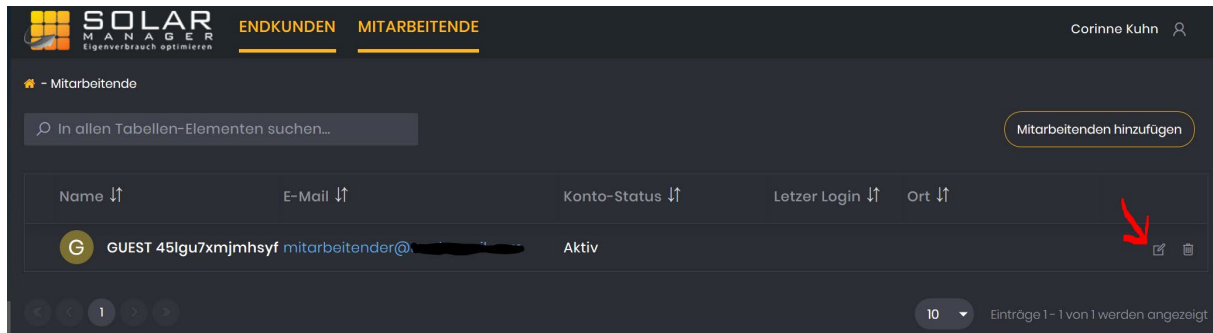 SOLAR
MANAGER
Eigenverbrauch optimieren
ENDKUNDEN MITARBEITENDE
Corinne Kuhn
- Mitarbeitende
In allen Tabellen-Elementen suchen...
Mitarbeitenden hinzufügen
Name E-Mail Konto-Status Letzer Login Ort
G GUEST 45lgu7xmjmhsyf mitarbeitender@ Aktiv
1
10 Einträge 1 - 1 von 1 werden angezeigt